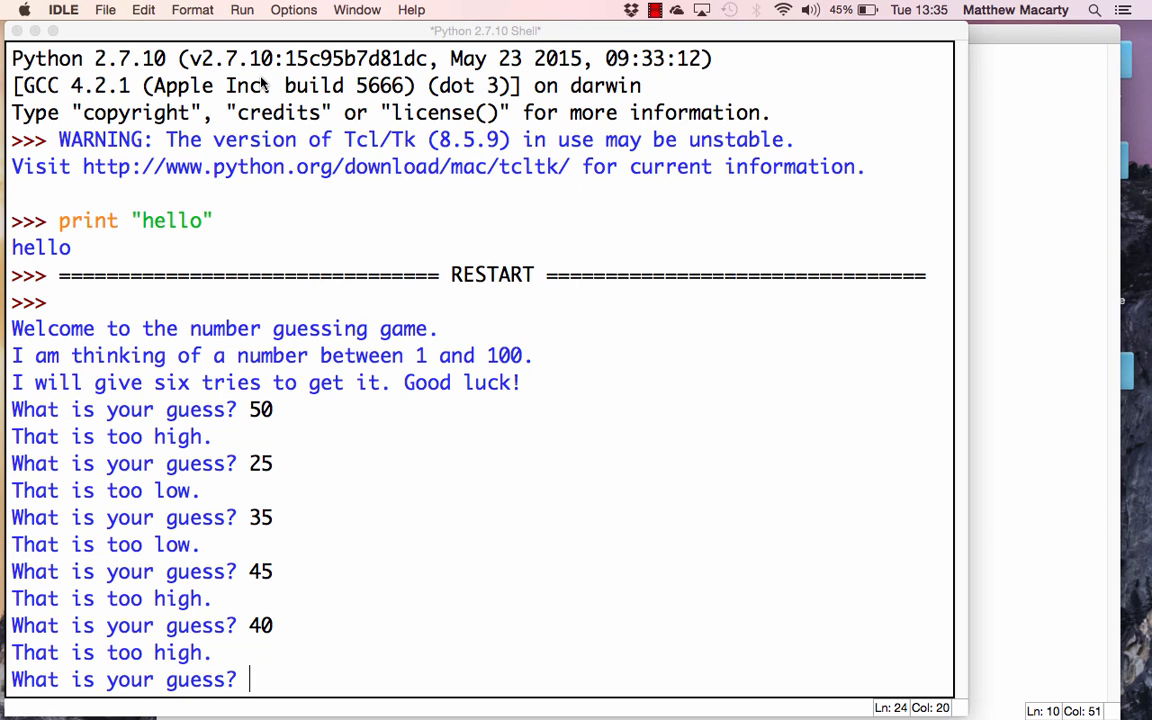 IDLE File Edit Format Run Options Window Help 45% Tue 13:35 Matthew Macarty
*Python 2.7.10 Shell*
Python 2.7.10 (v2.7.10:15c95b7d81dc, May 23 2015, 09:33:12)
[GCC 4.2.1 (Apple Inc. build 5666) (dot 3)] on darwin
Type "copyright", "credits" or "license()" for more information.
>>> WARNING: The version of Tcl/Tk (8.5.9) in use may be unstable.
Visit http://www.python.org/download/mac/tcltk/ for current information.
>>> print "hello"
hello
>>> ================================ RESTART ================================
>>>
Welcome to the number guessing game.
I am thinking of a number between 1 and 100.
I will give six tries to get it. Good luck!
What is your guess? 50
That is too high.
What is your guess? 25
That is too low.
What is your guess? 35
That is too low.
What is your guess? 45
That is too high.
What is your guess? 40
That is too high.
What is your guess?
Ln: 24 Col: 20
Ln: 10 Col: 51